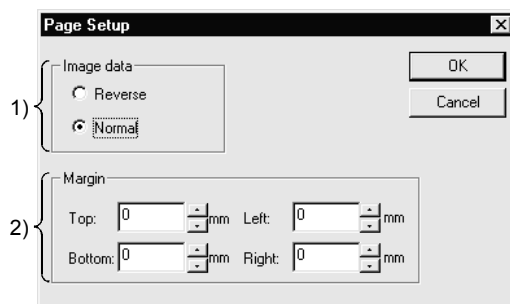 Page Setup
Image data
OK
1)
Reverse
Cancel
Normal
Margin
Top: 0 mm Left: 0 mm
2)
Bottom: 0 mm Right: 0 mm